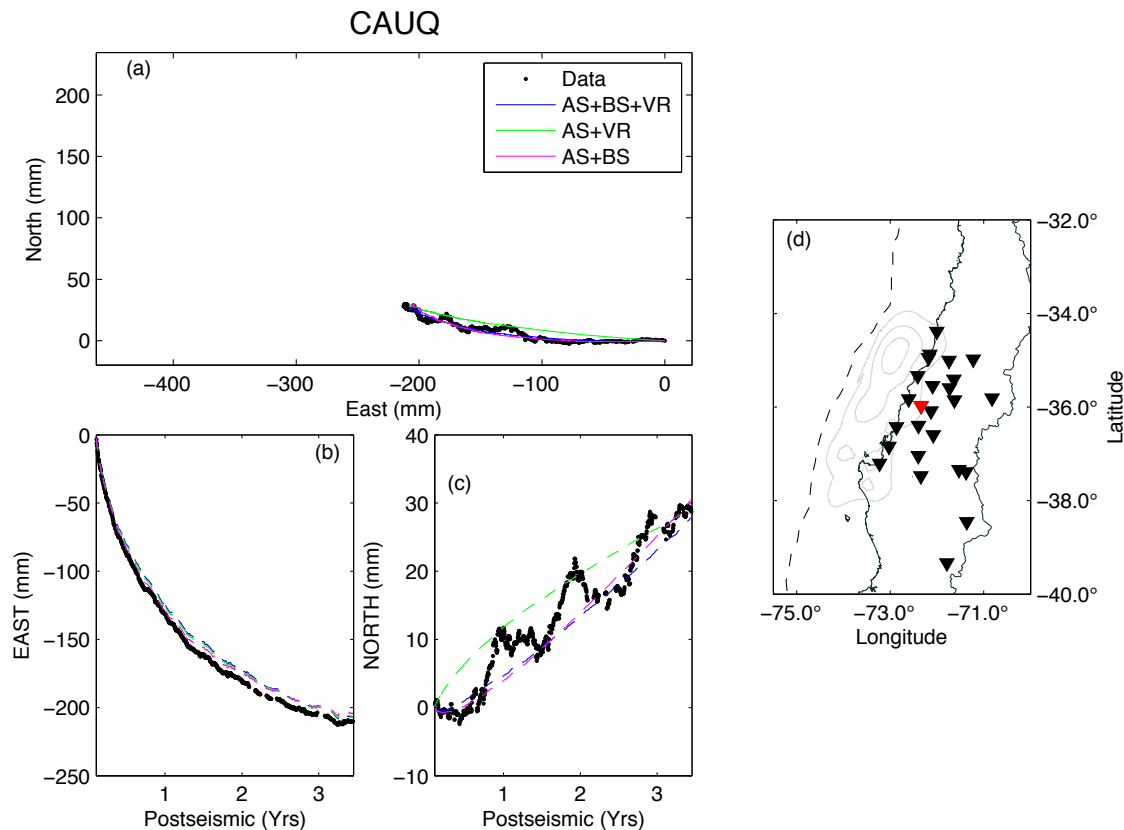 CAUQ
(a)
Data
AS+BS+VR
AS+VR
AS+BS
200
150
100
50
0
North (mm)
−400
−300
−200
−100
0
East (mm)
(b)
0
−50
−100
−150
−200
−250
EAST (mm)
1
2
3
Postseismic (Yrs)
(c)
40
30
20
10
0
−10
NORTH (mm)
1
2
3
Postseismic (Yrs)
(d)
−32.0°
−34.0°
−36.0°
−38.0°
−40.0°
Latitude
−75.0°
−73.0°
−71.0°
Longitude